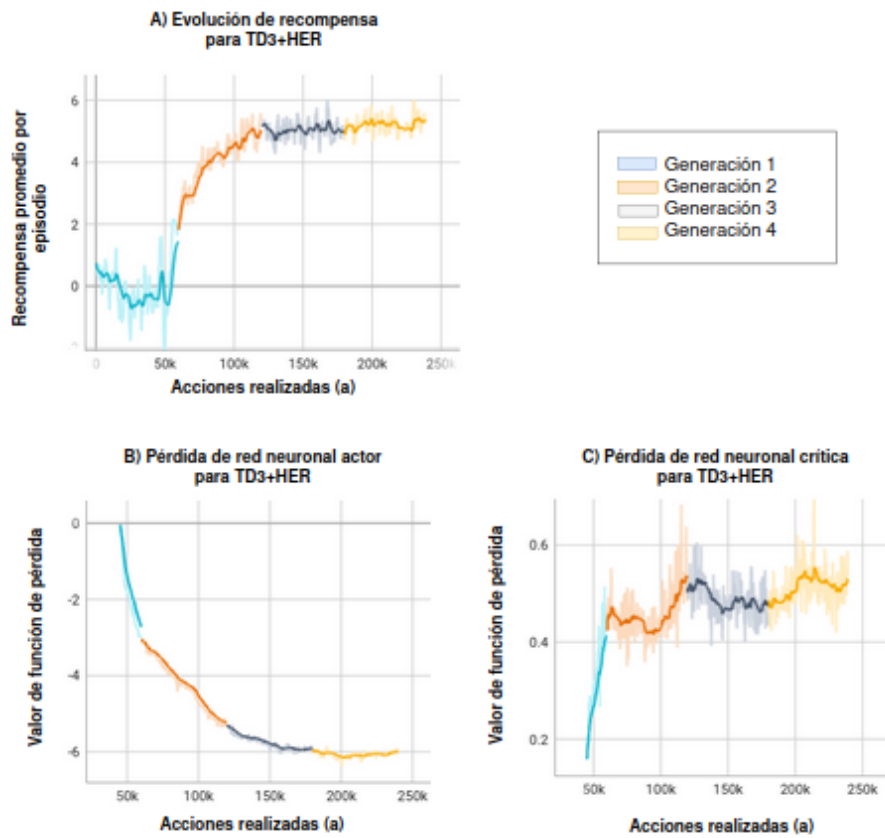 A) Evolución de recompensa
para TD3+HER
Recompensa promedio por
episodio
6
4
2
0
-2
0
50k
100k
150k
200k
250k
Acciones realizadas (a)
Generación 1
Generación 2
Generación 3
Generación 4
B) Pérdida de red neuronal actor
para TD3+HER
Valor de función de pérdida
0
-2
-4
-6
50k
100k
150k
200k
250k
Acciones realizadas (a)
C) Pérdida de red neuronal crítica
para TD3+HER
Valor de función de pérdida
0.6
0.4
0.2
50k
100k
150k
200k
250k
Acciones realizadas (a)